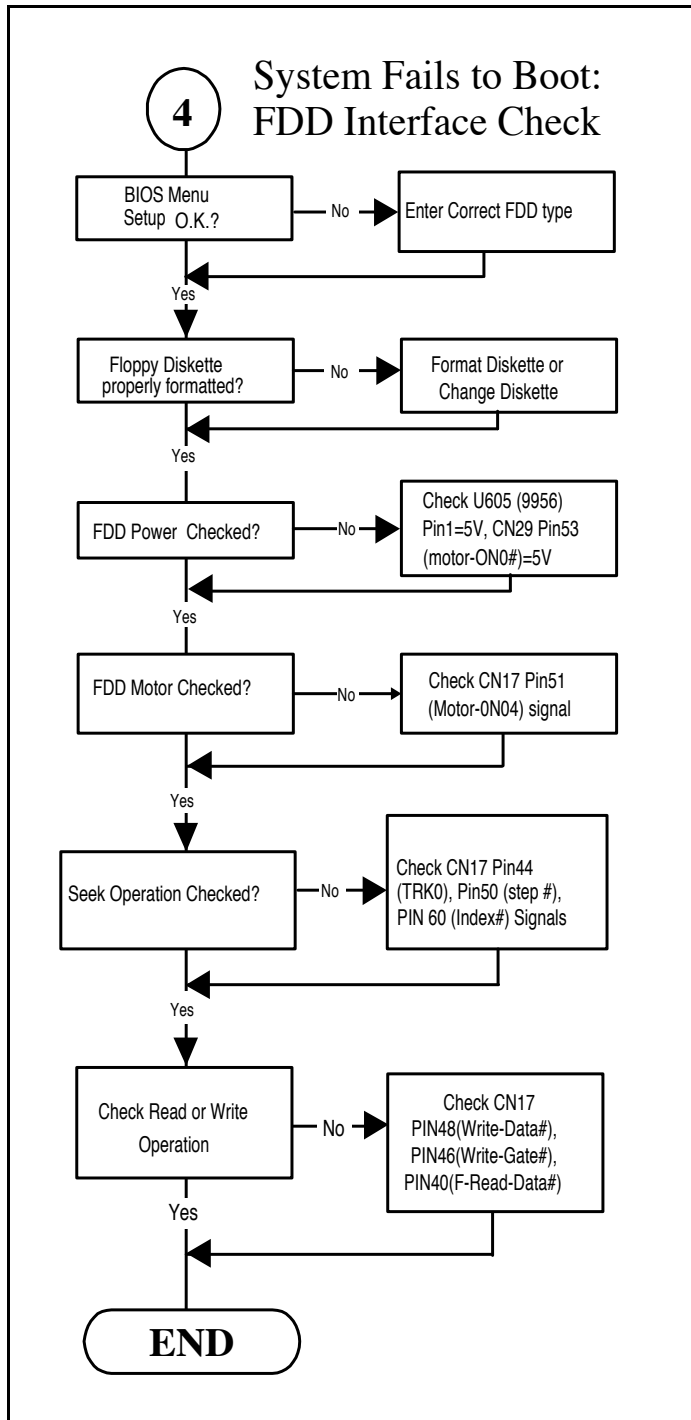 4
System Fails to Boot:
FDD Interface Check
BIOS Menu
Setup O.K.?
No
Enter Correct FDD type
Yes
Floppy Diskette
properly formatted?
No
Format Diskette or
Change Diskette
Yes
FDD Power Checked?
No
Check U605 (9956)
Pin1=5V, CN29 Pin53
(motor-ON0#)=5V
Yes
FDD Motor Checked?
No
Check CN17 Pin51
(Motor-0N04) signal
Yes
Seek Operation Checked?
No
Check CN17 Pin44
(TRK0), Pin50 (step #),
PIN 60 (Index#) Signals
Yes
Check Read or Write
Operation
No
Check CN17
PIN48(Write-Data#),
PIN46(Write-Gate#),
PIN40(F-Read-Data#)
Yes
END